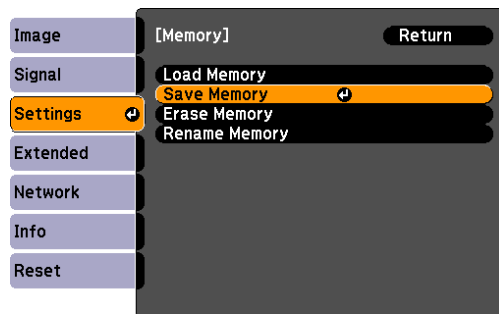 Image
Signal
Settings
Extended
Network
Info
Reset
[Memory] Return
Load Memory
Save Memory
Erase Memory
Rename Memory